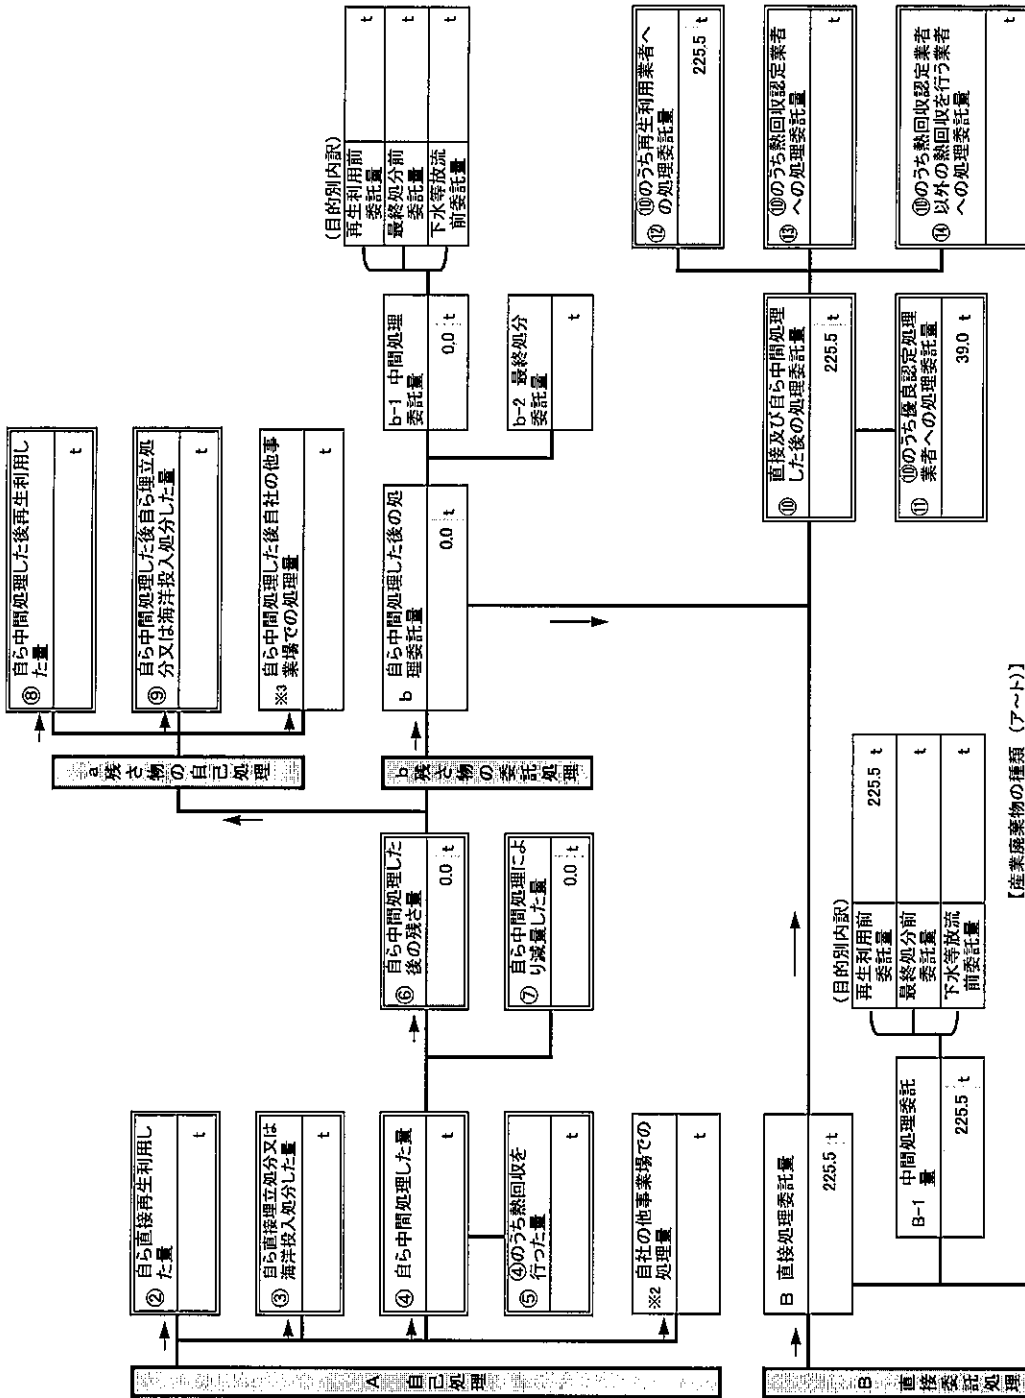 A 自己処理
② 自ら直接再生利用し
た量
t
③ 自ら直接埋立処分又は
海洋投入処分した量
t
④ 自ら中間処理した量
t
⑤ ④のうち熱回収を
行った量
t
※2 自社の他事業場での
処理量
t
⑥ 自ら中間処理した
後の残さ量
0.0 t
⑦ 自ら中間処理によ
り減量した量
0.0 t
a 残さ物の自己処理
⑧ 自ら中間処理した後再生利用し
た量
t
⑨ 自ら中間処理した後自ら埋立処
分又は海洋投入処分した量
t
※3 自ら中間処理した後自社の他事
業場での処理量
t
b 残さ物の委託処理
b 自ら中間処理した後の処
理委託量
0.0 t
b-1 中間処理
委託量
0.0 t
b-2 最終処分
委託量
t
(目的別内訳)
再生利用前
委託量
t
最終処分前
委託量
t
下水等放流
前委託量
t
B 直接委託処理
B 直接処理委託量
225.5 t
B-1 中間処理委託
量
225.5 t
(目的別内訳)
再生利用前
委託量
225.5 t
最終処分前
委託量
t
下水等放流
前委託量
t
⑩ 直接及び自ら中間処理
した後の処理委託量
225.5 t
⑪ ⑩のうち優良認定処理
業者への処理委託量
39.0 t
⑫ ⑩のうち再生利用業者へ
の処理委託量
225.5 t
⑬ ⑩のうち熱回収認定業者
への処理委託量
t
⑭ ⑩のうち熱回収認定業者
以外の熱回収を行う業者
への処理委託量
t
【産業廃棄物の種類(ア~ト)】